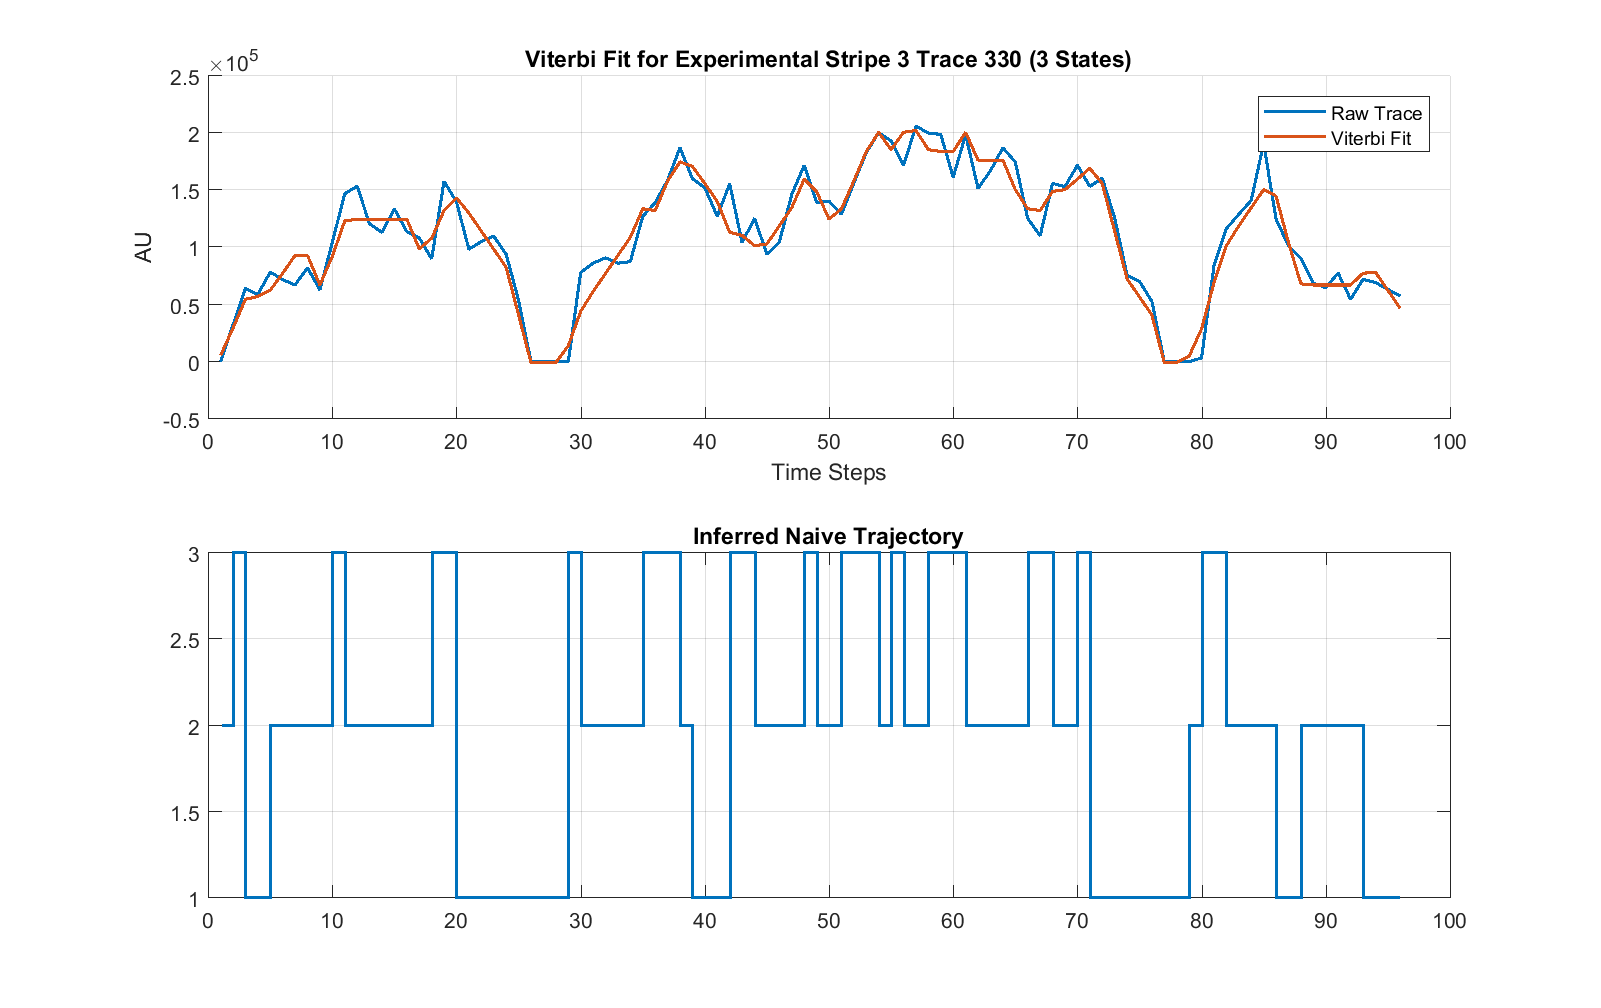 Viterbi Fit for Experimental Stripe 3 Trace 330 (3 States)
×10^5
2.5
2
1.5
1
0.5
0
-0.5
AU
Raw Trace
Viterbi Fit
0 10 20 30 40 50 60 70 80 90 100
Time Steps
Inferred Naive Trajectory
3
2.5
2
1.5
1
0 10 20 30 40 50 60 70 80 90 100